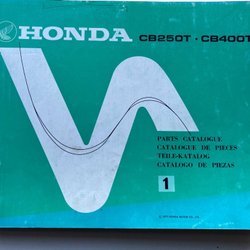 HONDA CB250T · CB400T
PARTS CATALOGUE
CATALOGUE DE PIECES
TEILE-KATALOG
CATALOGO DE PIEZAS
1